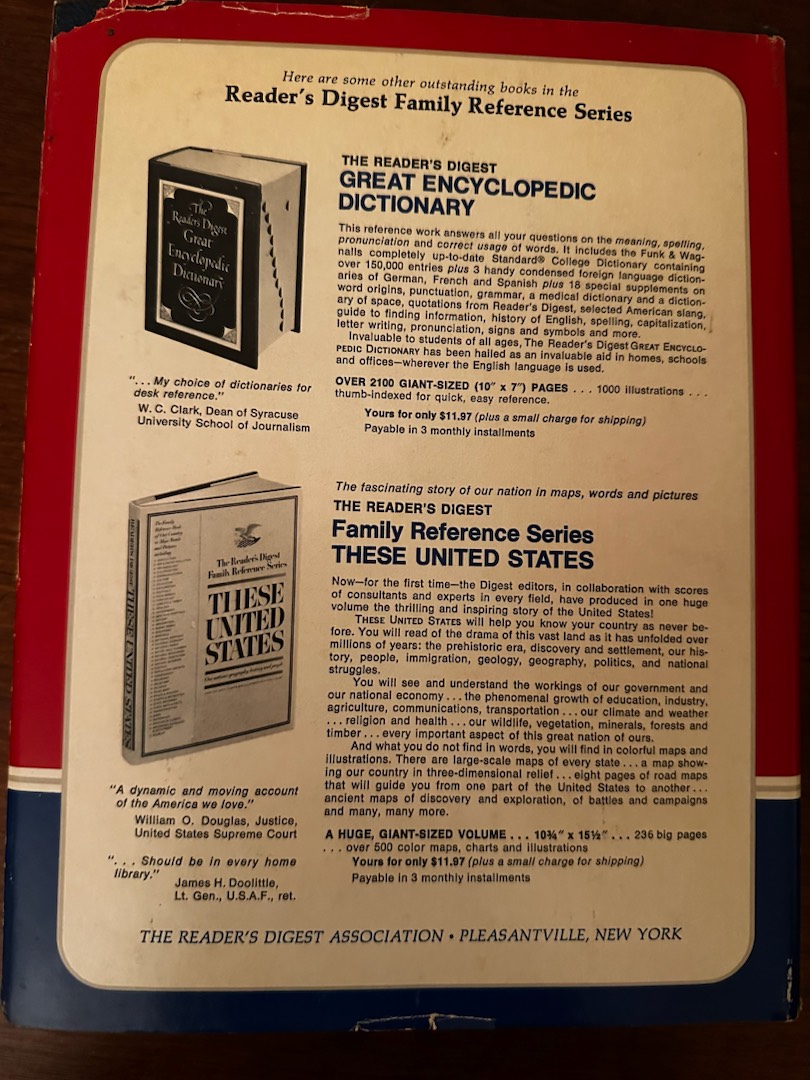 Here are some other outstanding books in the
Reader's Digest Family Reference Series
The
Reader's Digest
Great
Encyclopedic
Dictionary
THE READER'S DIGEST
GREAT ENCYCLOPEDIC
DICTIONARY
This reference work answers all your questions on the meaning, spelling,
pronunciation and correct usage of words. It includes the Funk & Wag-
nalls completely up-to-date Standard® College Dictionary containing
over 150,000 entries plus 3 handy condensed foreign language diction-
aries of German, French and Spanish plus 18 special supplements on
word origins, punctuation, grammar, a medical dictionary and a diction-
ary of space, quotations from Reader's Digest, selected American slang,
guide to finding information, history of English, spelling, capitalization,
letter writing, pronunciation, signs and symbols and more.
Invaluable to students of all ages, The Reader's Digest GREAT ENCYCLO-
PEDIC DICTIONARY has been hailed as an invaluable aid in homes, schools
and offices—wherever the English language is used.
OVER 2100 GIANT-SIZED (10" x 7") PAGES . . . 1000 illustrations . . .
thumb-indexed for quick, easy reference.
Yours for only $11.97 (plus a small charge for shipping)
Payable in 3 monthly installments
". . . My choice of dictionaries for
desk reference."
W. C. Clark, Dean of Syracuse
University School of Journalism
The Reader's Digest
Family Reference Series
THESE
UNITED
STATES
THESE UNITED STATES
The fascinating story of our nation in maps, words and pictures
THE READER'S DIGEST
Family Reference Series
THESE UNITED STATES
Now—for the first time—the Digest editors, in collaboration with scores
of consultants and experts in every field, have produced in one huge
volume the thrilling and inspiring story of the United States!
THESE UNITED STATES will help you know your country as never be-
fore. You will read of the drama of this vast land as it has unfolded over
millions of years: the prehistoric era, discovery and settlement, our his-
tory, people, immigration, geology, geography, politics, and national
struggles.
You will see and understand the workings of our government and
our national economy . . . the phenomenal growth of education, industry,
agriculture, communications, transportation . . . our climate and weather
. . . religion and health . . . our wildlife, vegetation, minerals, forests and
timber . . . every important aspect of this great nation of ours.
And what you do not find in words, you will find in colorful maps and
illustrations. There are large-scale maps of every state . . . a map show-
ing our country in three-dimensional relief . . . eight pages of road maps
that will guide you from one part of the United States to another . . .
ancient maps of discovery and exploration, of battles and campaigns
and many, many more.
A HUGE, GIANT-SIZED VOLUME . . . 10¾" x 15½" . . . 236 big pages
. . . over 500 color maps, charts and illustrations
Yours for only $11.97 (plus a small charge for shipping)
Payable in 3 monthly installments
"A dynamic and moving account
of the America we love."
William O. Douglas, Justice,
United States Supreme Court
". . . Should be in every home
library."
James H. Doolittle,
Lt. Gen., U.S.A.F., ret.
THE READER'S DIGEST ASSOCIATION • PLEASANTVILLE, NEW YORK